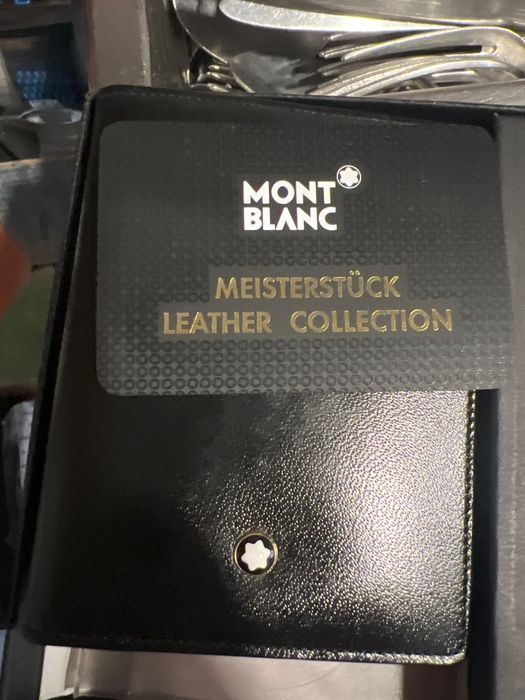 MONT
BLANC
MEISTERSTÜCK
LEATHER COLLECTION